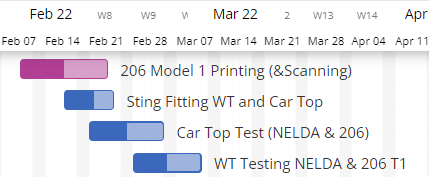 Feb 22 W8 W9 Mar 22 2 W13 W14 Apr
Feb 07 Feb 14 Feb 21 Feb 28 Mar 07 Mar 14 Mar 21 Mar 28 Apr 04 Apr 11
206 Model 1 Printing (&Scanning)
Sting Fitting WT and Car Top
Car Top Test (NELDA & 206)
WT Testing NELDA & 206 T1